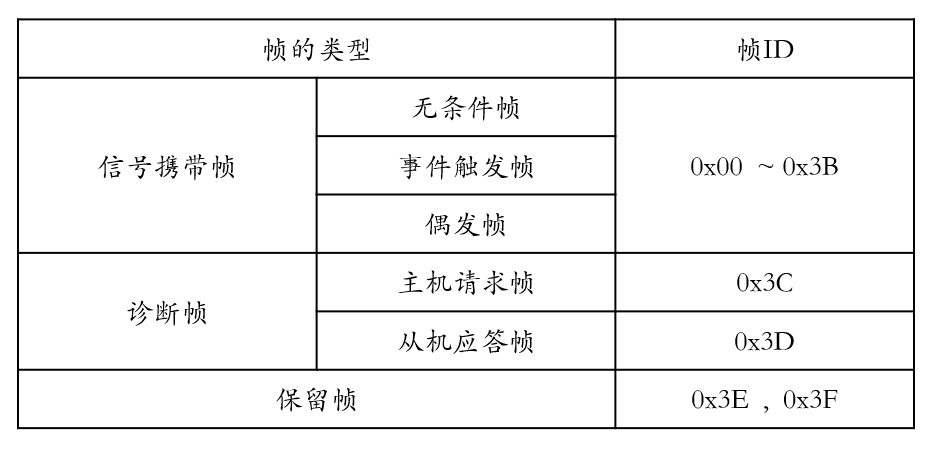 帧的类型 帧ID
信号携带帧 无条件帧 0x00 ~ 0x3B
事件触发帧
偶发帧
诊断帧 主机请求帧 0x3C
从机应答帧 0x3D
保留帧 0x3E , 0x3F